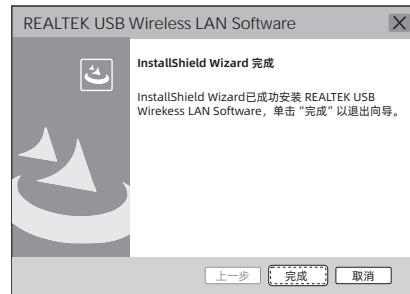 REALTEK USB Wireless LAN Software
InstallShield Wizard 完成
InstallShield Wizard已成功安装 REALTEK USB
Wirekess LAN Software，单击“完成”以退出向导。
上一步
完成
取消